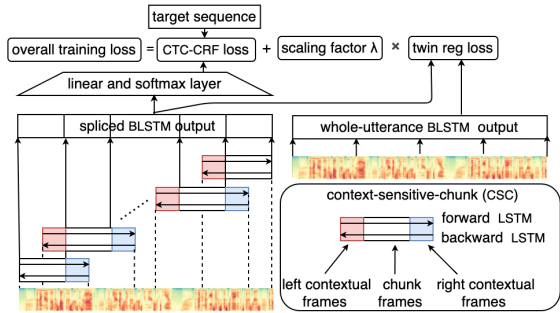 target sequence
overall training loss = CTC-CRF loss + scaling factor λ × twin reg loss
linear and softmax layer
spliced BLSTM output
whole-utterance BLSTM output
context-sensitive-chunk (CSC)
forward LSTM
backward LSTM
left contextual frames
chunk frames
right contextual frames